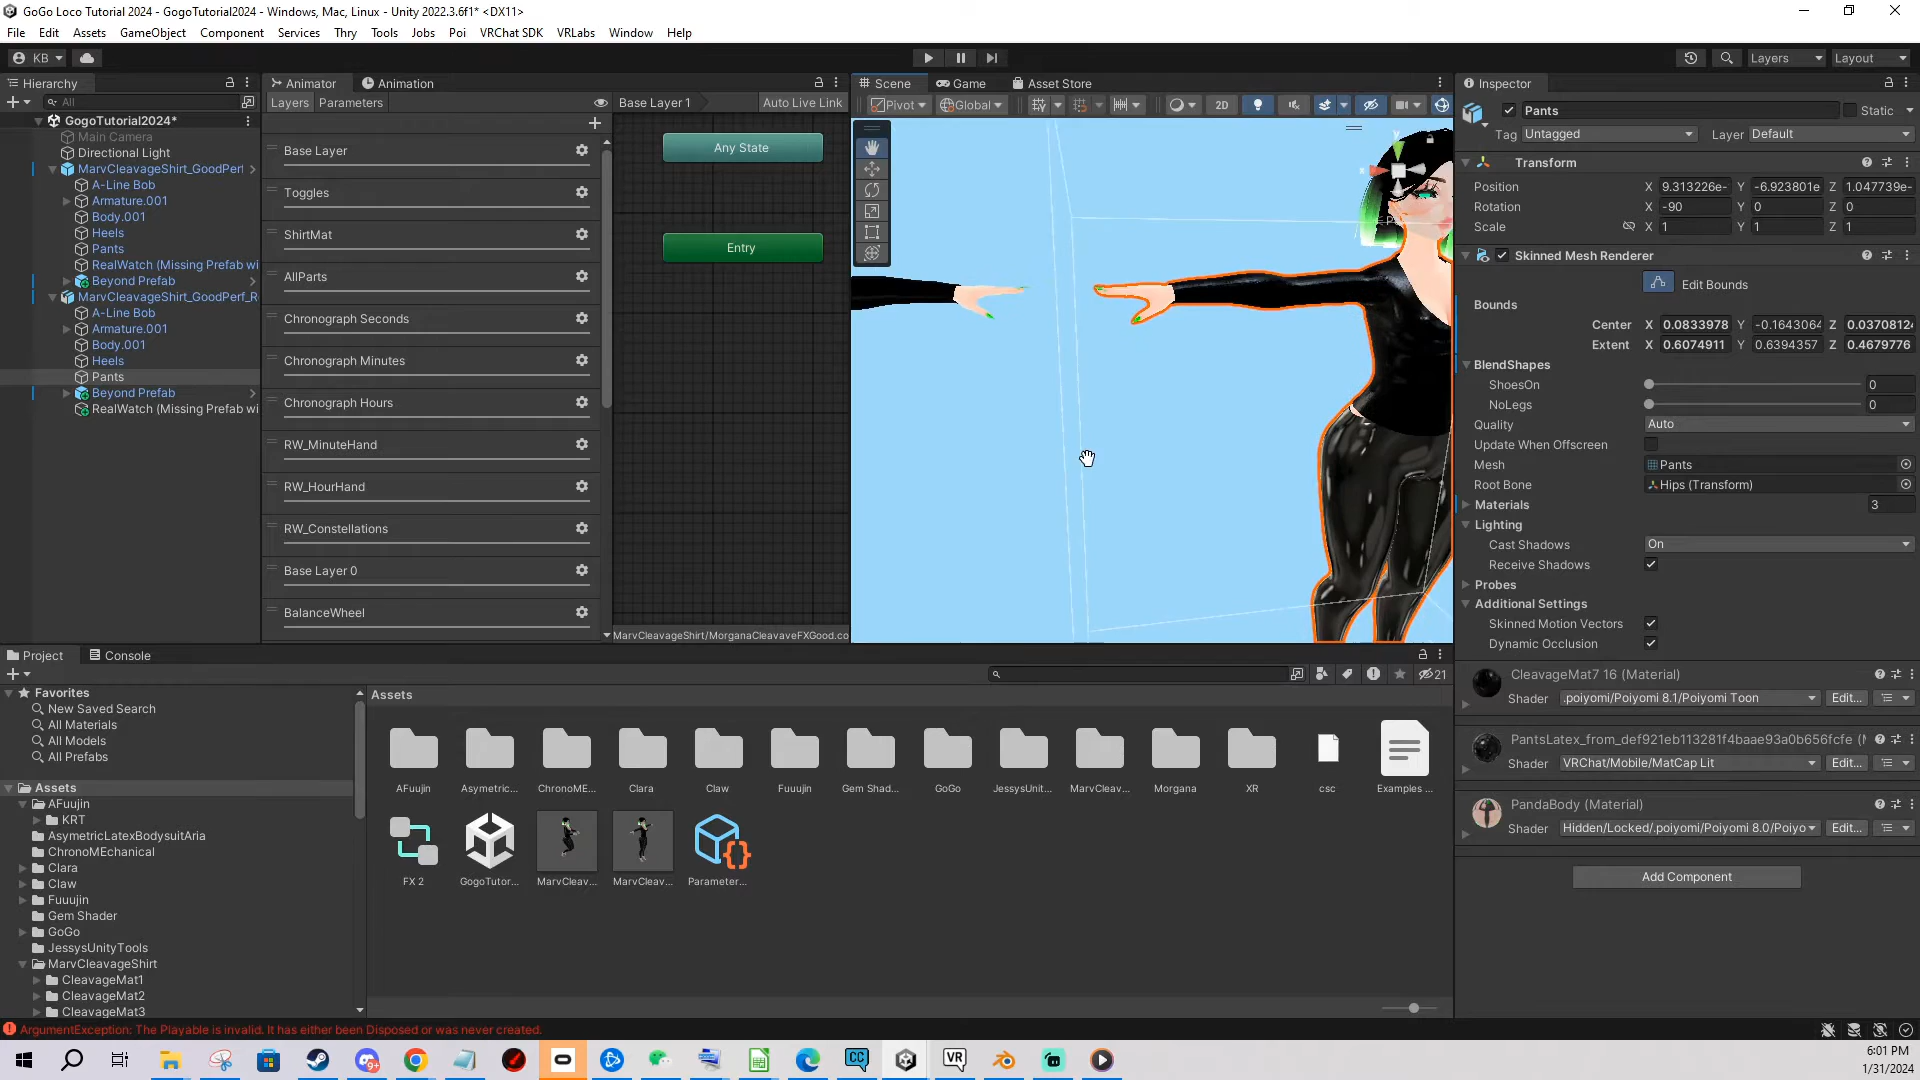 GoGo Loco Tutorial 2024 - GogoTutorial2024 - Windows, Mac, Linux - Unity 2022.3.6f1* <DX11>
File Edit Assets GameObject Component Services Thry Tools Jobs Poi VRChat SDK VRLabs Window Help
KB Layers Layout
Hierarchy
All
GogoTutorial2024*
Main Camera
Directional Light
MarvCleavageShirt_GoodPerf
A-Line Bob
Armature.001
Body.001
Heels
Pants
RealWatch (Missing Prefab wi
Beyond Prefab
MarvCleavageShirt_GoodPerf_R
A-Line Bob
Armature.001
Body.001
Heels
Pants
Beyond Prefab
RealWatch (Missing Prefab wi
Animator Animation
Layers Parameters Base Layer 1 Auto Live Link
Base Layer
Toggles
ShirtMat
AllParts
Chronograph Seconds
Chronograph Minutes
Chronograph Hours
RW_MinuteHand
RW_HourHand
RW_Constellations
Base Layer 0
BalanceWheel
Any State
Entry
MarvCleavageShirt/MorganaCleavaveFXGood.co
Scene Game Asset Store
Pivot Global 2D
Inspector
Pants Static
Tag Untagged Layer Default
Transform
Position X 9.313226e- Y -6.923801e Z 1.047739e-
Rotation X -90 Y 0 Z 0
Scale X 1 Y 1 Z 1
Skinned Mesh Renderer
Edit Bounds
Bounds
Center X 0.0833978 Y -0.1643064 Z 0.0370812
Extent X 0.6074911 Y 0.6394357 Z 0.4679776
BlendShapes
ShoesOn 0
NoLegs 0
Quality Auto
Update When Offscreen
Mesh Pants
Root Bone Hips (Transform)
Materials 3
Lighting
Cast Shadows On
Receive Shadows
Probes
Additional Settings
Skinned Motion Vectors
Dynamic Occlusion
CleavageMat7 16 (Material)
Shader .poiyomi/Poiyomi 8.1/Poiyomi Toon Edit...
PantsLatex_from_def921eb113281f4baae93a0b656fcfe (
Shader VRChat/Mobile/MatCap Lit Edit...
PandaBody (Material)
Shader Hidden/Locked/.poiyomi/Poiyomi 8.0/Poiyo Edit...
Add Component
Project Console
21
Favorites
New Saved Search
All Materials
All Models
All Prefabs
Assets
AFuujin
KRT
AsymetricLatexBodysuitAria
ChronoMEchanical
Clara
Claw
Fuuujin
Gem Shader
GoGo
JessysUnityTools
MarvCleavageShirt
CleavageMat1
CleavageMat2
CleavageMat3
Assets
AFuujin Asymetric... ChronoME... Clara Claw Fuuujin Gem Shad... GoGo JessysUnit... MarvCleav... Morgana XR csc Examples ...
FX 2 GogoTutor... MarvCleav... MarvCleav... Parameter...
ArgumentException: The Playable is invalid. It has either been Disposed or was never created.
6:01 PM
1/31/2024